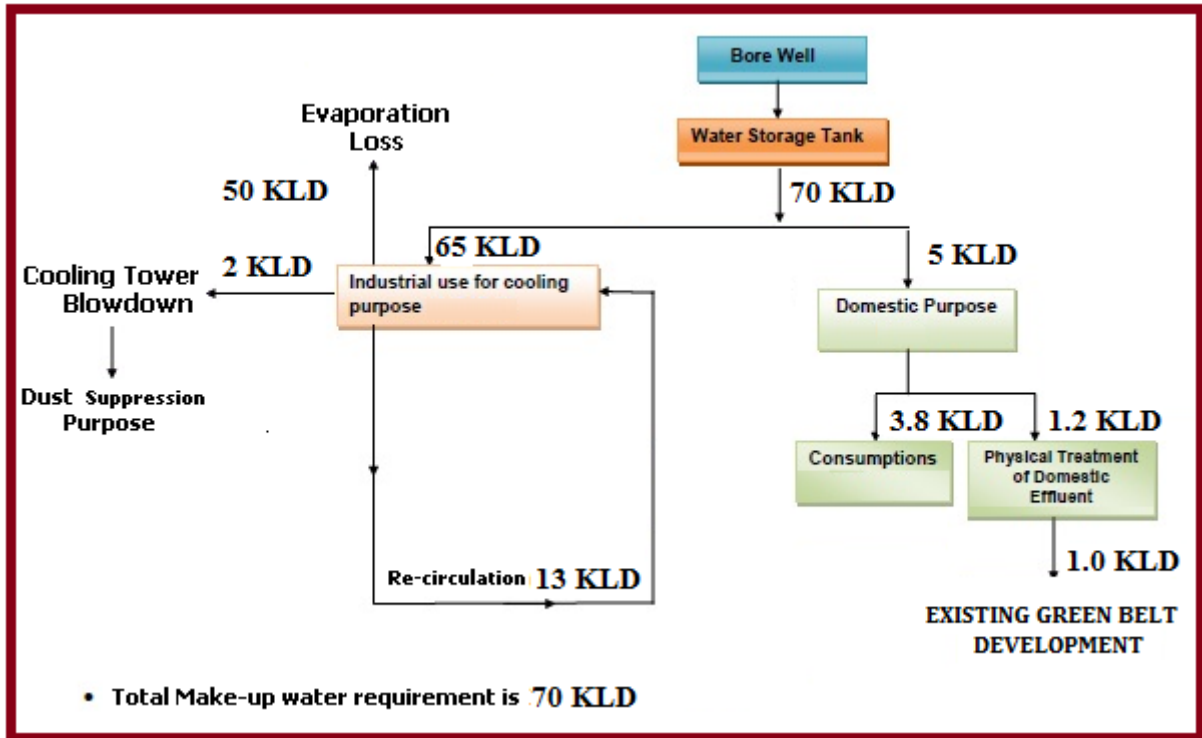 Bore Well
Water Storage Tank
70 KLD
Evaporation
Loss
50 KLD
65 KLD
5 KLD
2 KLD
Cooling Tower
Blowdown
Industrial use for cooling
purpose
Domestic Purpose
Dust Suppression
Purpose
3.8 KLD
1.2 KLD
Consumptions
Physical Treatment
of Domestic
Effluent
1.0 KLD
Re-circulation 13 KLD
EXISTING GREEN BELT
DEVELOPMENT
• Total Make-up water requirement is 70 KLD